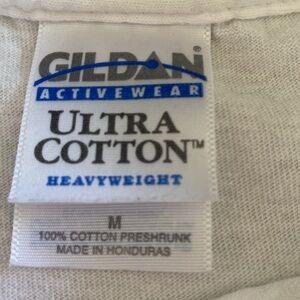 GILDAN®
ACTIVEWEAR
ULTRA
COTTON™
HEAVYWEIGHT
M
100% COTTON PRESHRUNK
MADE IN HONDURAS